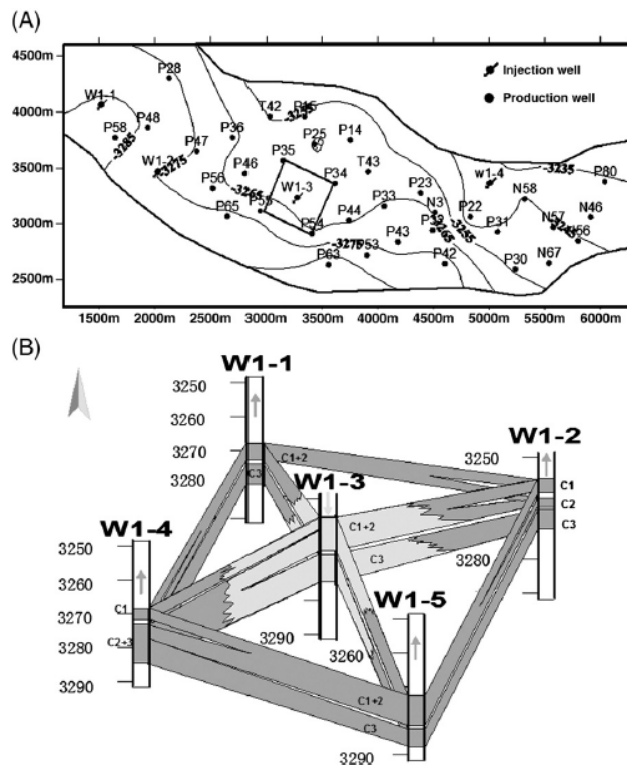 (A)
4500m
4000m
3500m
3000m
2500m
Injection well
Production well
P28
W1-1
P48
P58
-3285
W1-2
-3275
P47
P36
T42
P15
-3255
P25
P14
P35
P46
P34
T43
P56
-3265
W1-3
P65
P55
P54
P44
P33
P23
N3
w1-4
-3235
P80
N58
P22
N46
N57
-3245
N56
P31
-3255
-3265
-3275
P53
P43
P63
P42
P30
N67
1500m 2000m 2500m 3000m 3500m 4000m 4500m 5000m 5500m 6000m
(B)
W1-1
3250
3260
3270
3280
C3
C1+2
W1-2
3250
C1
C2
C3
3280
W1-3
C1+2
C3
3290
W1-4
3250
3260
3270
3280
3290
C1
C2+3
W1-5
3260
3290
C1+2
C3